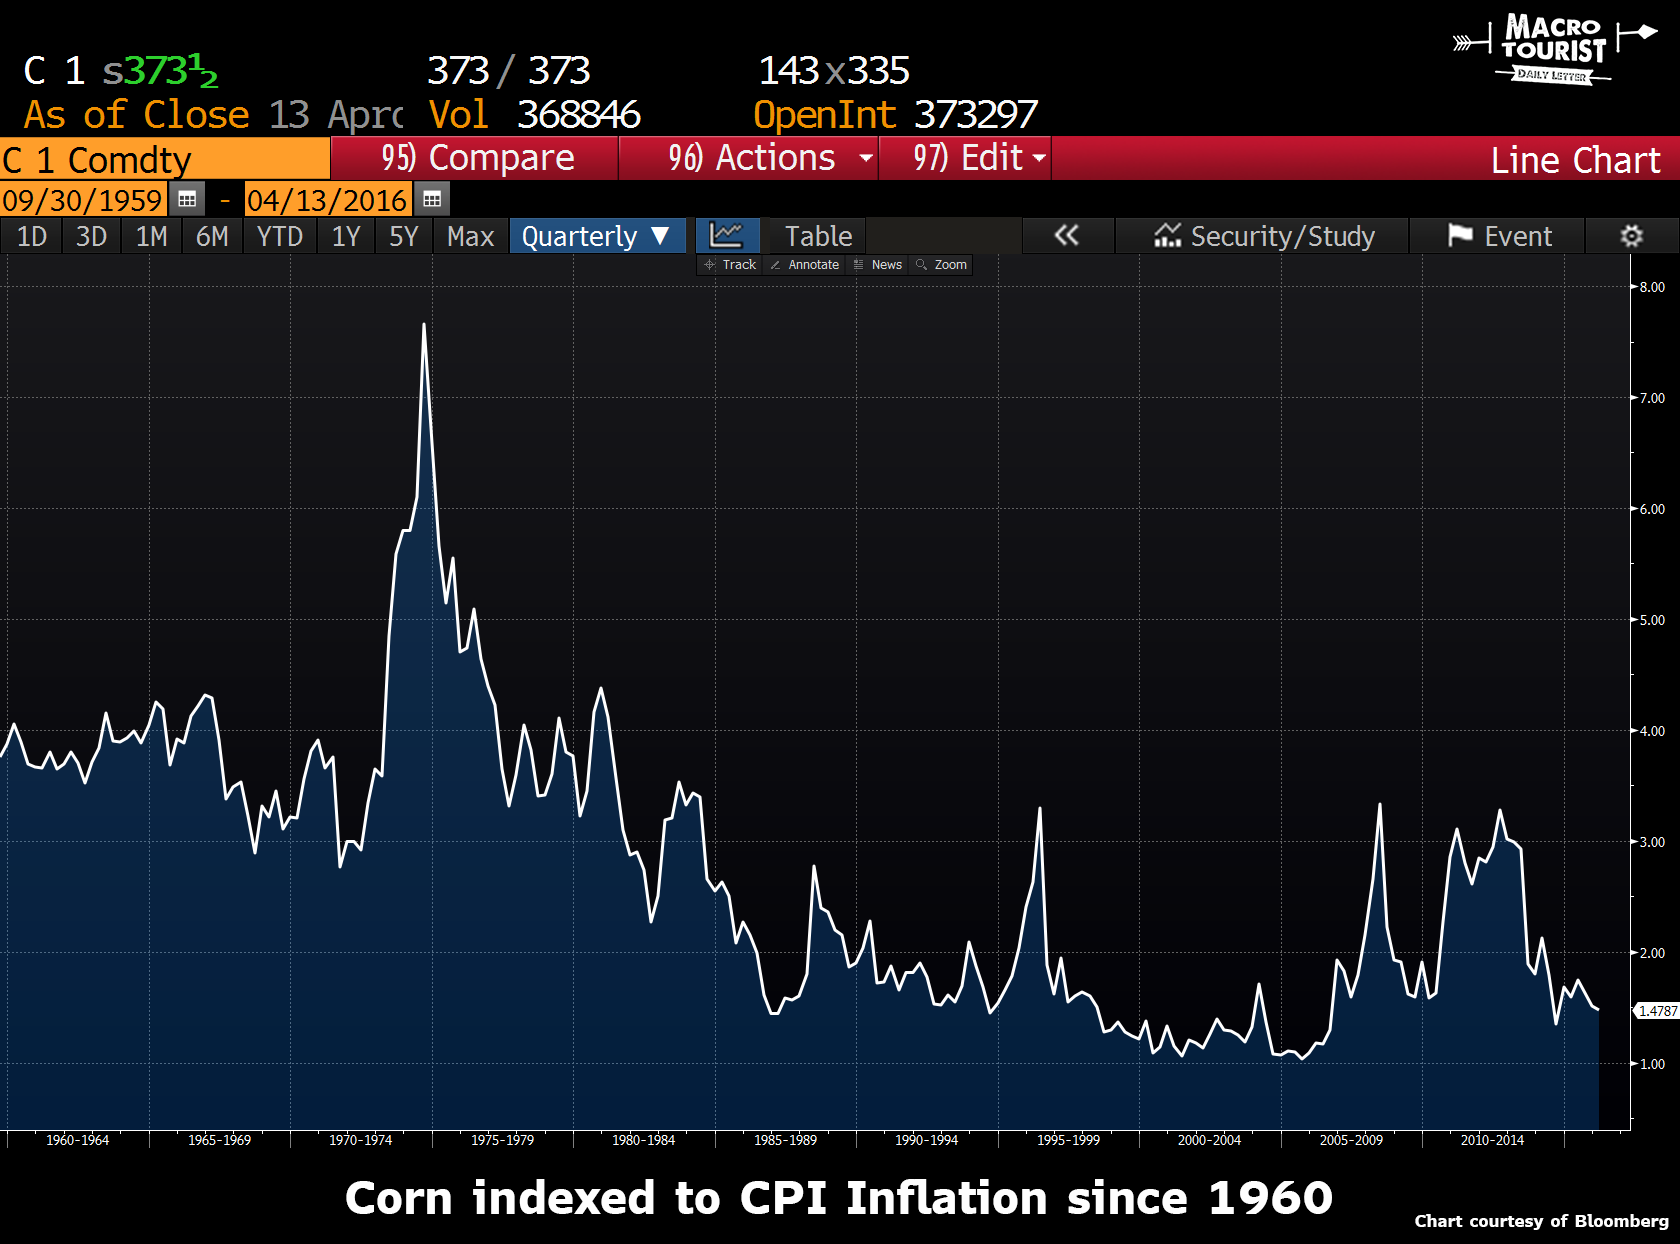 MACRO
TOURIST
DAILY LETTER
C 1 s373½ 373 / 373 143x335
As of Close 13 Apr Vol 368846 OpenInt 373297
C 1 Comdty 95) Compare 96) Actions 97) Edit Line Chart
09/30/1959 - 04/13/2016
1D 3D 1M 6M YTD 1Y 5Y Max Quarterly ▼ Table « Security/Study Event
Track Annotate News Zoom
8.00
7.00
6.00
5.00
4.00
3.00
2.00
1.4787
1.00
1960-1964 1965-1969 1970-1974 1975-1979 1980-1984 1985-1989 1990-1994 1995-1999 2000-2004 2005-2009 2010-2014
Corn indexed to CPI Inflation since 1960
Chart courtesy of Bloomberg